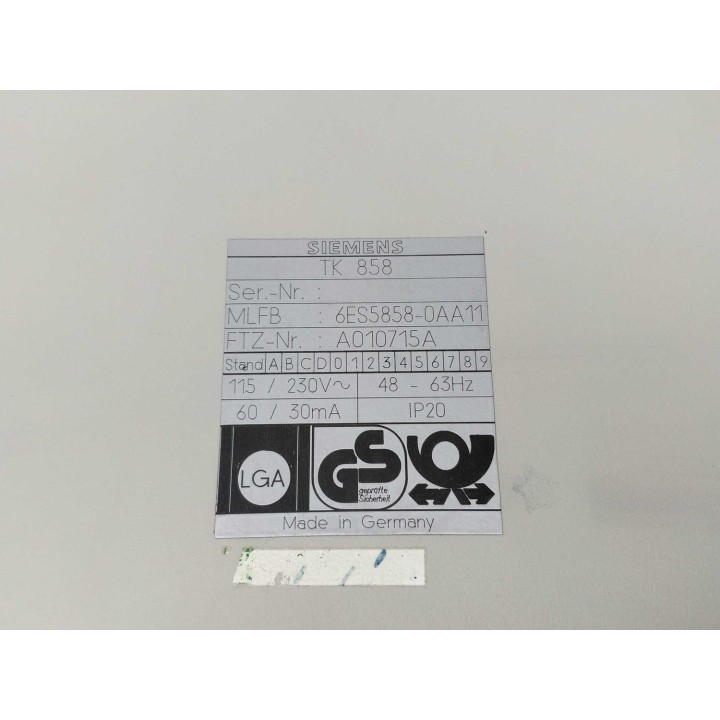 SIEMENS
TK 858
Ser.-Nr. :
MLFB : 6ES5858-0AA11
FTZ-Nr. : A010715A
Stand A B C D 0 1 2 3 4 5 6 7 8 9
115 / 230V~ 48 - 63Hz
60 / 30mA IP20
LGA
GS
geprüfte
Sicherheit
Made in Germany